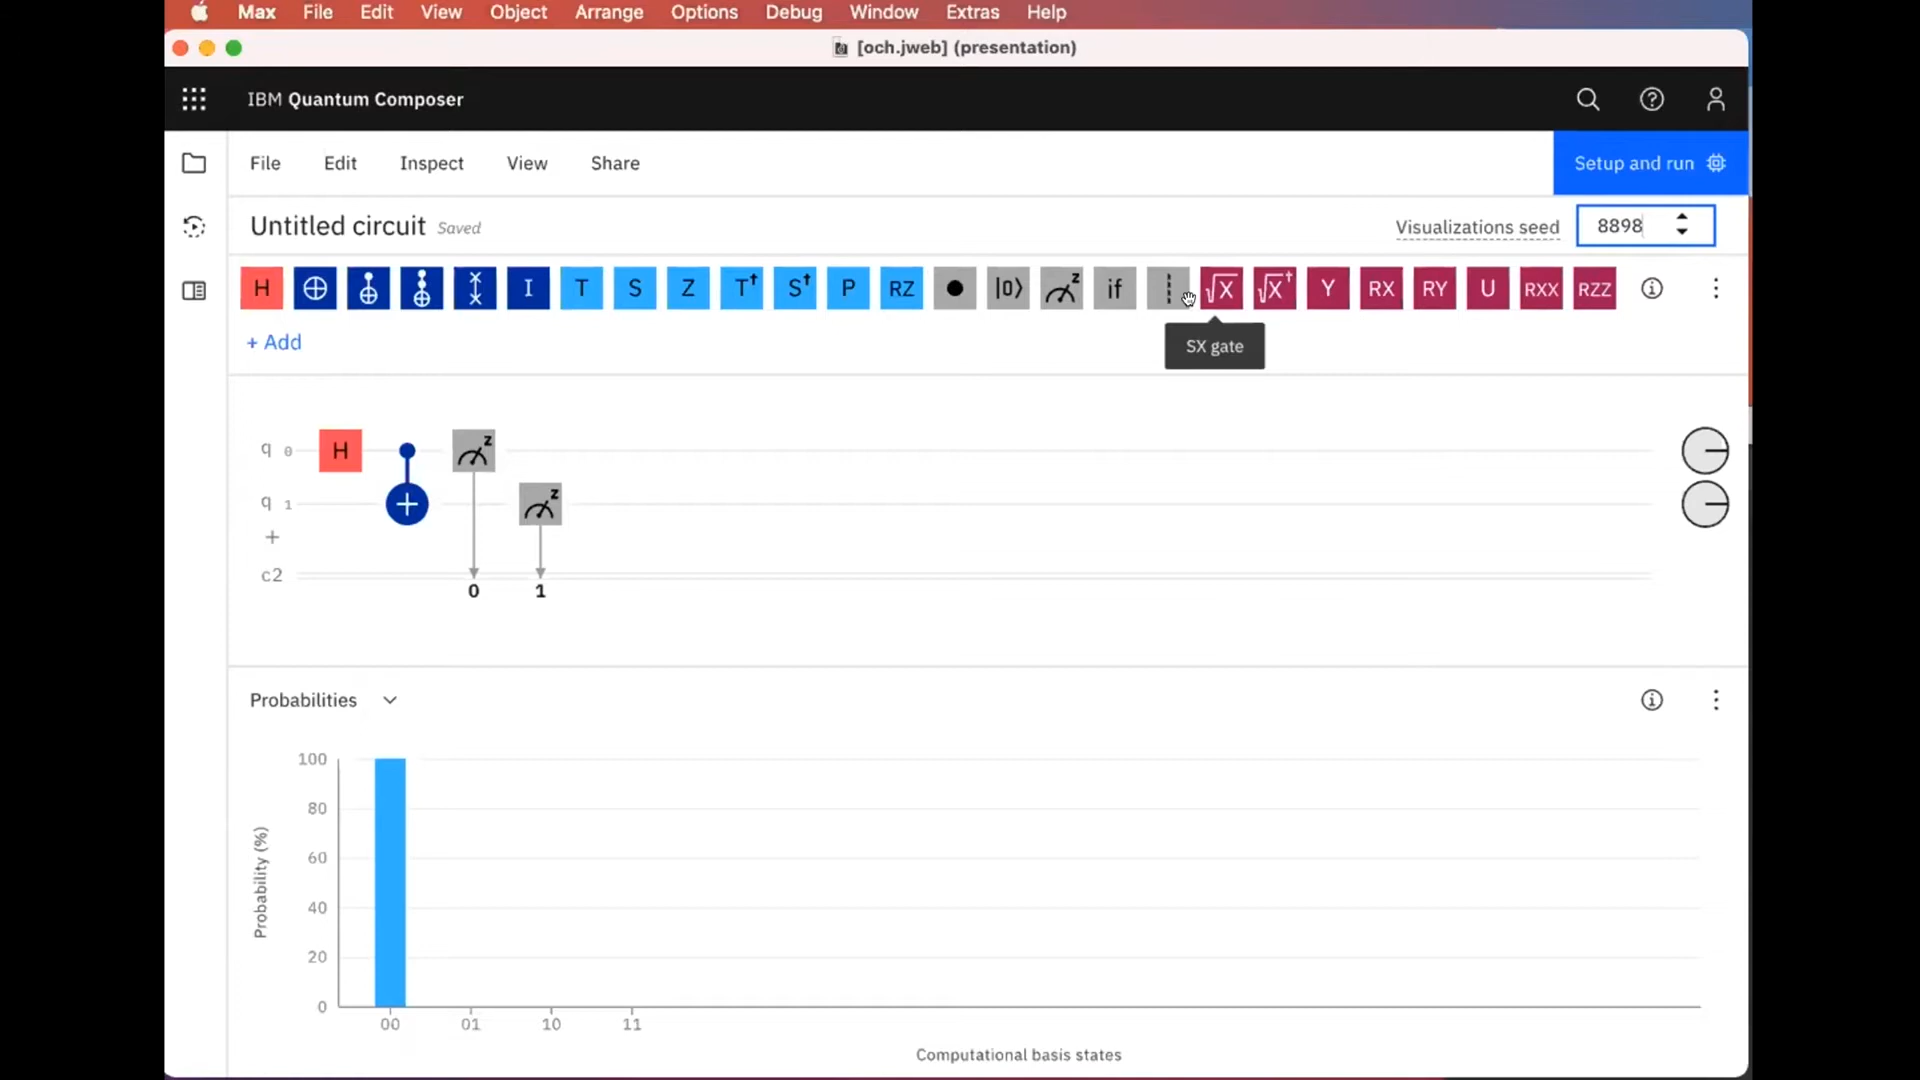 Max File Edit View Object Arrange Options Debug Window Extras Help
[och.jweb] (presentation)
IBM Quantum Composer
File Edit Inspect View Share
Setup and run
Untitled circuit Saved
Visualizations seed 8898
H I T S Z T† S† P RZ |0⟩ z if √X √X† Y RX RY U RXX RZZ
+ Add
SX gate
q 0 H z
q 1 z
+
c2
0 1
Probabilities
100
80
60
40
20
0
Probability (%)
00 01 10 11
Computational basis states